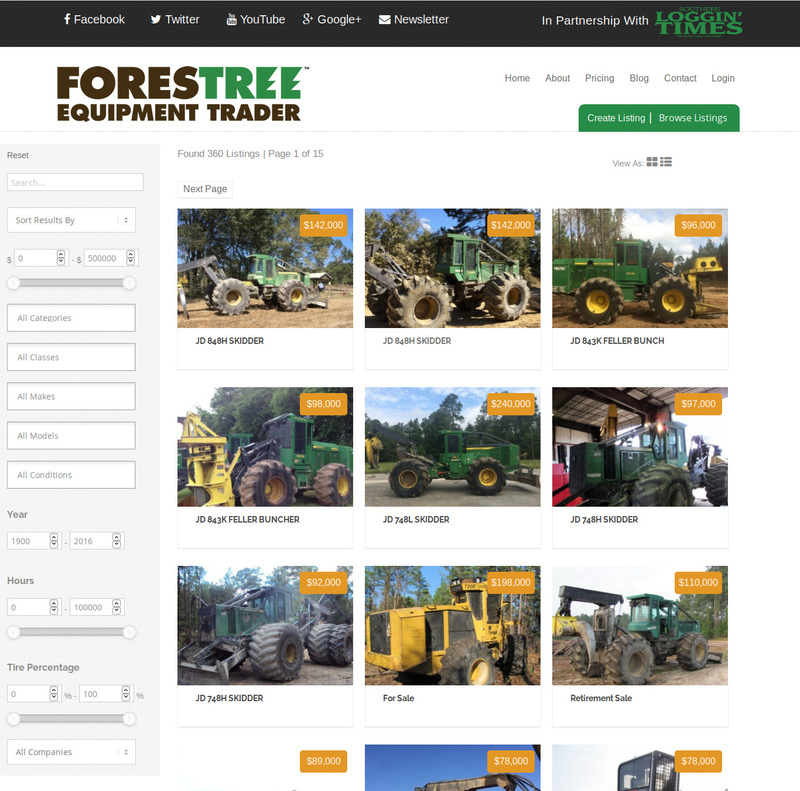 Facebook Twitter YouTube Google+ Newsletter In Partnership With SOUTHERN LOGGIN' TIMES
FORESTREE™
EQUIPMENT TRADER
Home About Pricing Blog Contact Login
Create Listing | Browse Listings
Reset
Search...
Sort Results By
$ 0 - $ 500000
All Categories
All Classes
All Makes
All Models
All Conditions
Year
1900 - 2016
Hours
0 - 100000
Tire Percentage
0 % - 100 %
All Companies
Found 360 Listings | Page 1 of 15
View As:
Next Page
$142,000 $142,000 $96,000
JD 848H SKIDDER JD 848H SKIDDER JD 843K FELLER BUNCH
$98,000 $240,000 $97,000
JD 843K FELLER BUNCHER JD 748L SKIDDER JD 748H SKIDDER
$92,000 $198,000 $110,000
720E
JD 748H SKIDDER For Sale Retirement Sale
$89,000 $78,000 $78,000